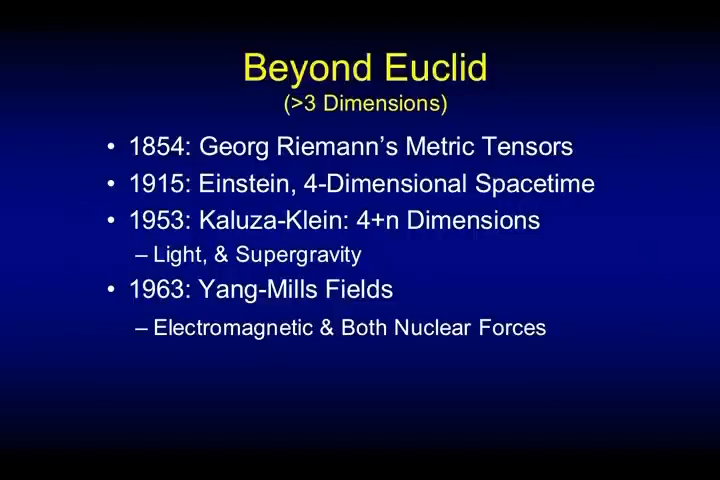 Beyond Euclid
(>3 Dimensions)
• 1854: Georg Riemann's Metric Tensors
• 1915: Einstein, 4-Dimensional Spacetime
• 1953: Kaluza-Klein: 4+n Dimensions
– Light, & Supergravity
• 1963: Yang-Mills Fields
– Electromagnetic & Both Nuclear Forces